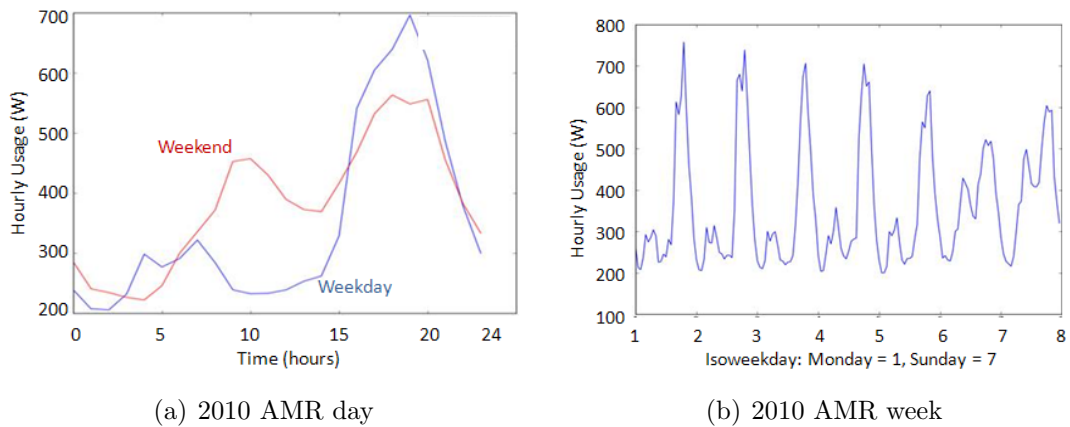 700
600
500
400
300
200
Hourly Usage (W)
Weekend
Weekday
0 5 10 15 20 24
Time (hours)
(a) 2010 AMR day
800
700
600
500
400
300
200
100
Hourly Usage (W)
1 2 3 4 5 6 7 8
Isoweekday: Monday = 1, Sunday = 7
(b) 2010 AMR week